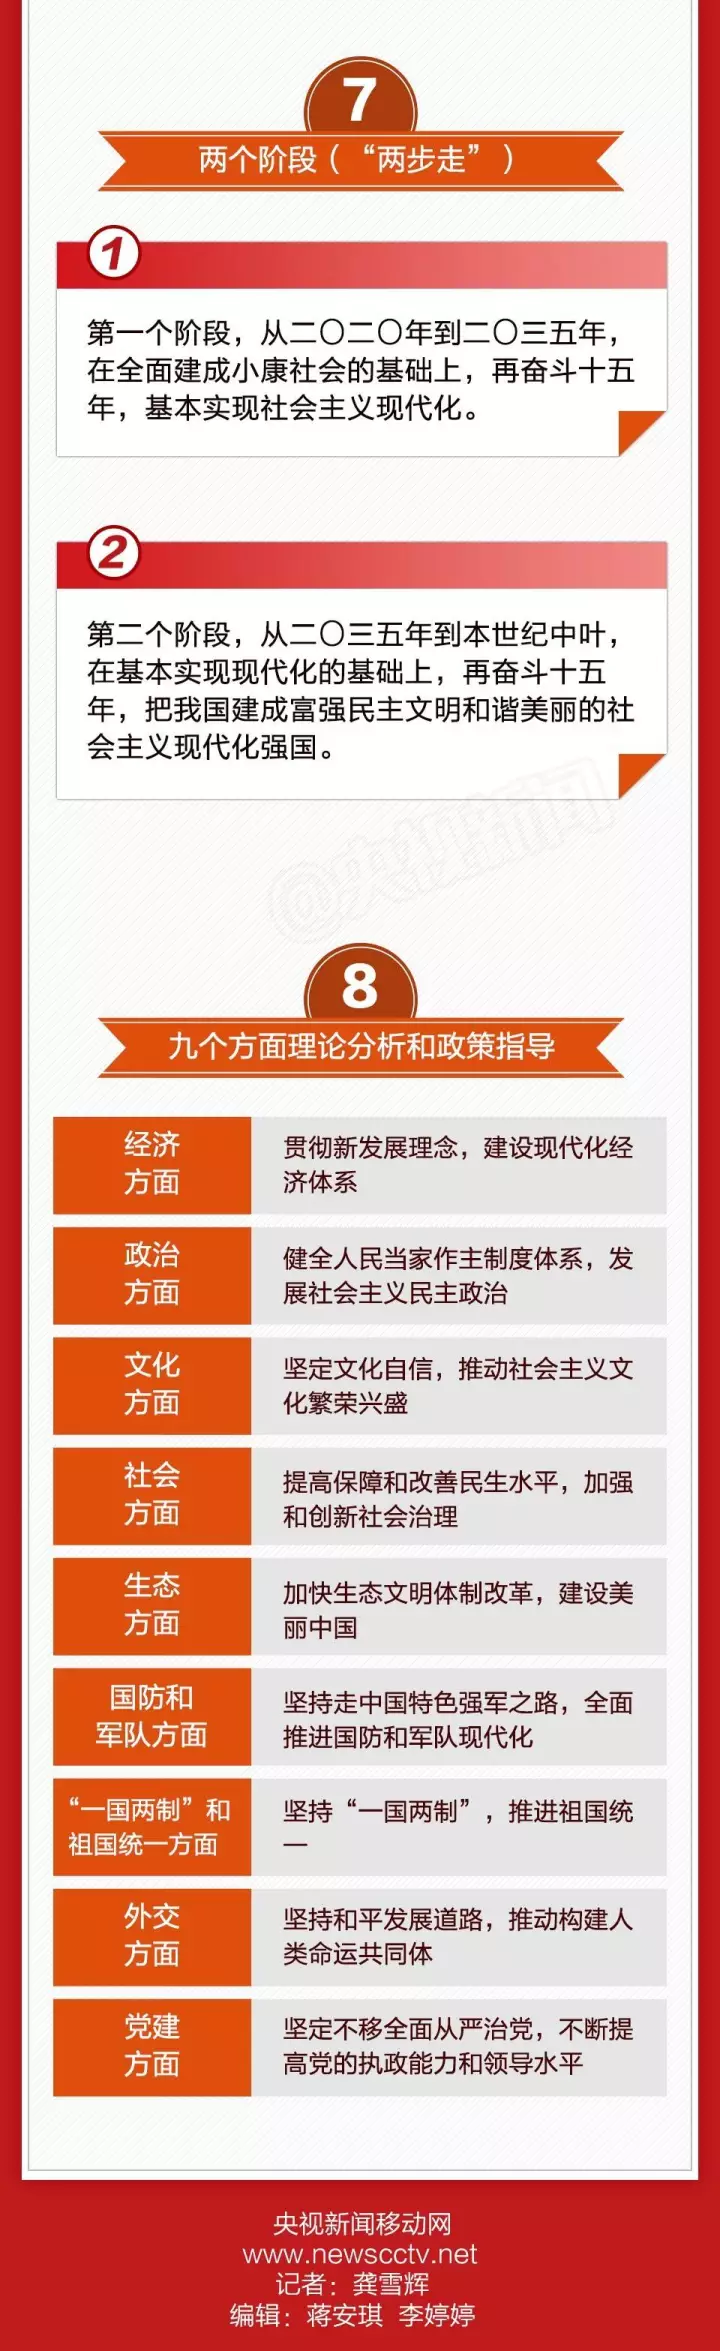 7
两个阶段（“两步走”）
1
第一个阶段，从二〇二〇年到二〇三五年，
在全面建成小康社会的基础上，再奋斗十五
年，基本实现社会主义现代化。
2
第二个阶段，从二〇三五年到本世纪中叶，
在基本实现现代化的基础上，再奋斗十五
年，把我国建成富强民主文明和谐美丽的社
会主义现代化强国。
@央视新闻
8
九个方面理论分析和政策指导
经济
方面
贯彻新发展理念，建设现代化经
济体系
政治
方面
健全人民当家作主制度体系，发
展社会主义民主政治
文化
方面
坚定文化自信，推动社会主义文
化繁荣兴盛
社会
方面
提高保障和改善民生水平，加强
和创新社会治理
生态
方面
加快生态文明体制改革，建设美
丽中国
国防和
军队方面
坚持走中国特色强军之路，全面
推进国防和军队现代化
“一国两制”和
祖国统一方面
坚持“一国两制”，推进祖国统
一
外交
方面
坚持和平发展道路，推动构建人
类命运共同体
党建
方面
坚定不移全面从严治党，不断提
高党的执政能力和领导水平
央视新闻移动网
www.newscctv.net
记者：龚雪辉
编辑：蒋安琪 李婷婷